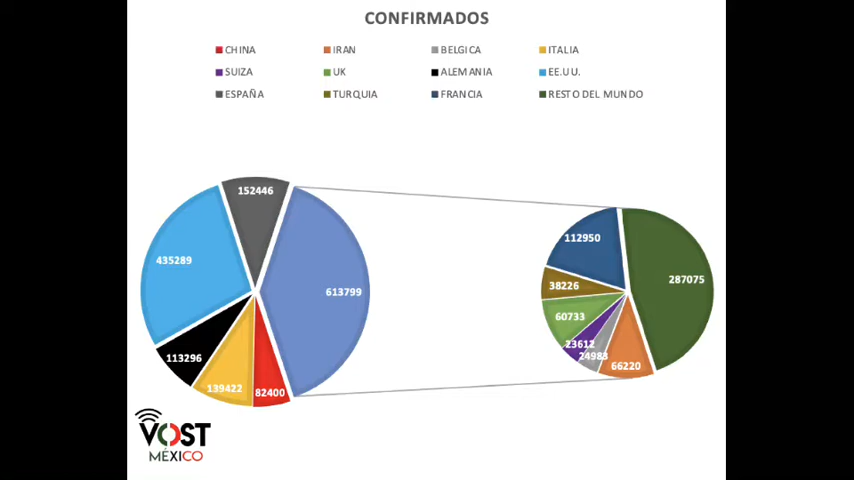 CONFIRMADOS
CHINA IRAN BELGICA ITALIA
SUIZA UK ALEMANIA EE.UU.
ESPAÑA TURQUIA FRANCIA RESTO DEL MUNDO
152446
435289
613799
113296
139422
82400
112950
287075
38226
60733
23612
24983
66220
VOST
MÉXICO